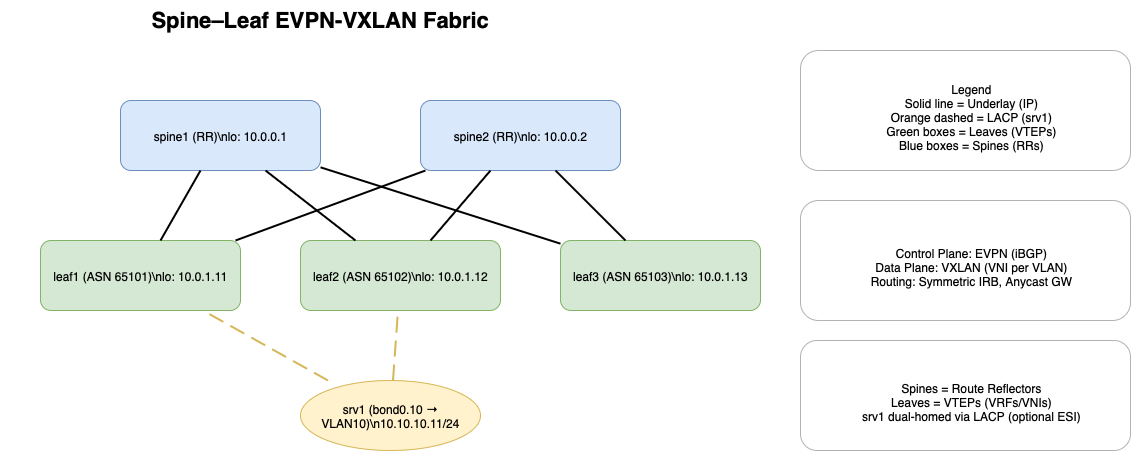 Spine–Leaf EVPN-VXLAN Fabric
Legend
Solid line = Underlay (IP)
Orange dashed = LACP (srv1)
Green boxes = Leaves (VTEPs)
Blue boxes = Spines (RRs)
spine1 (RR)\nlo: 10.0.0.1
spine2 (RR)\nlo: 10.0.0.2
leaf1 (ASN 65101)\nlo: 10.0.1.11
leaf2 (ASN 65102)\nlo: 10.0.1.12
leaf3 (ASN 65103)\nlo: 10.0.1.13
Control Plane: EVPN (iBGP)
Data Plane: VXLAN (VNI per VLAN)
Routing: Symmetric IRB, Anycast GW
srv1 (bond0.10 →
VLAN10)\n10.10.10.11/24
Spines = Route Reflectors
Leaves = VTEPs (VRFs/VNIs)
srv1 dual-homed via LACP (optional ESI)